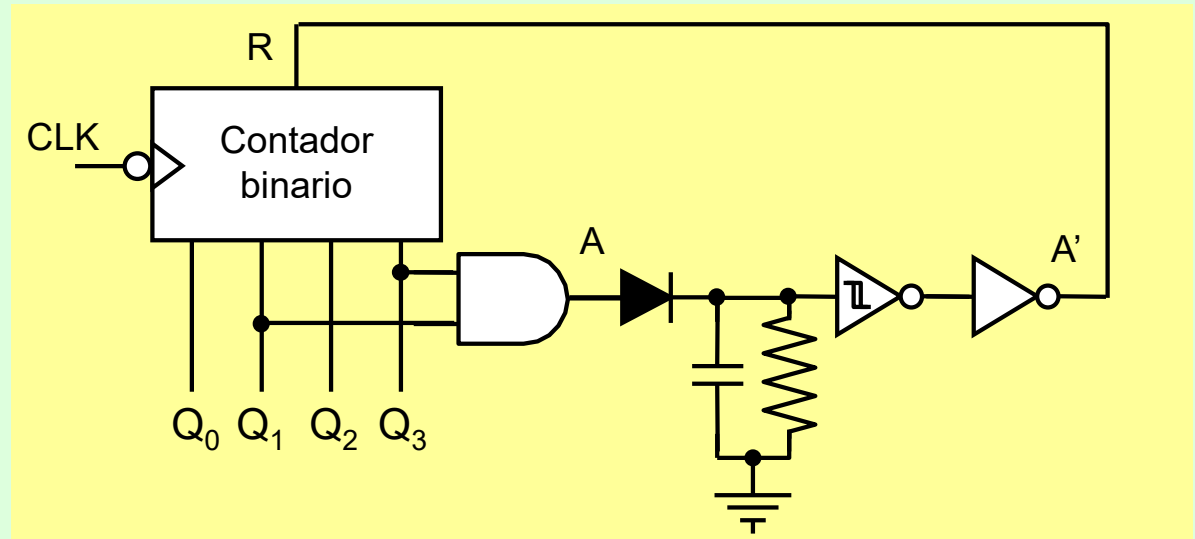 R
CLK
Contador
binario
A
A’
Q₀ Q₁ Q₂ Q₃